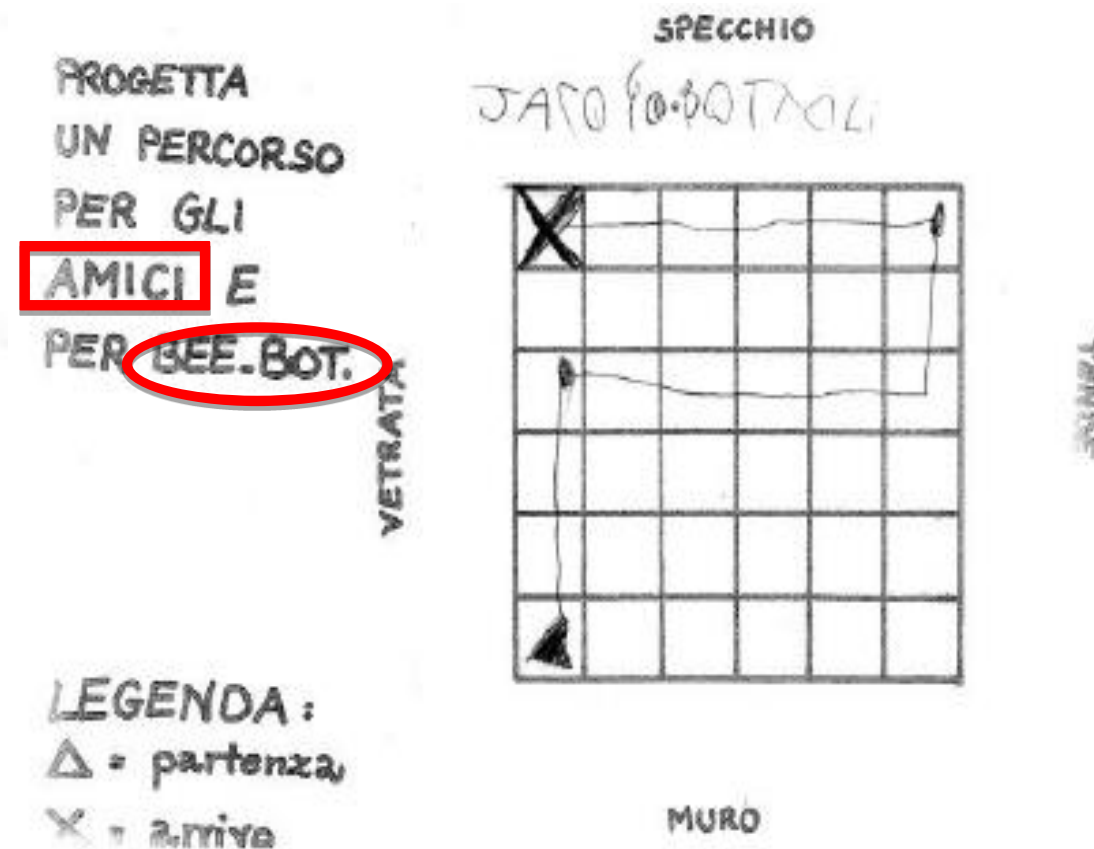 PROGETTA
UN PERCORSO
PER GLI
AMICI E
PER BEE-BOT.
SPECCHIO
VETRATA
MURO
LEGENDA:
△ = partenza
X = arrivo